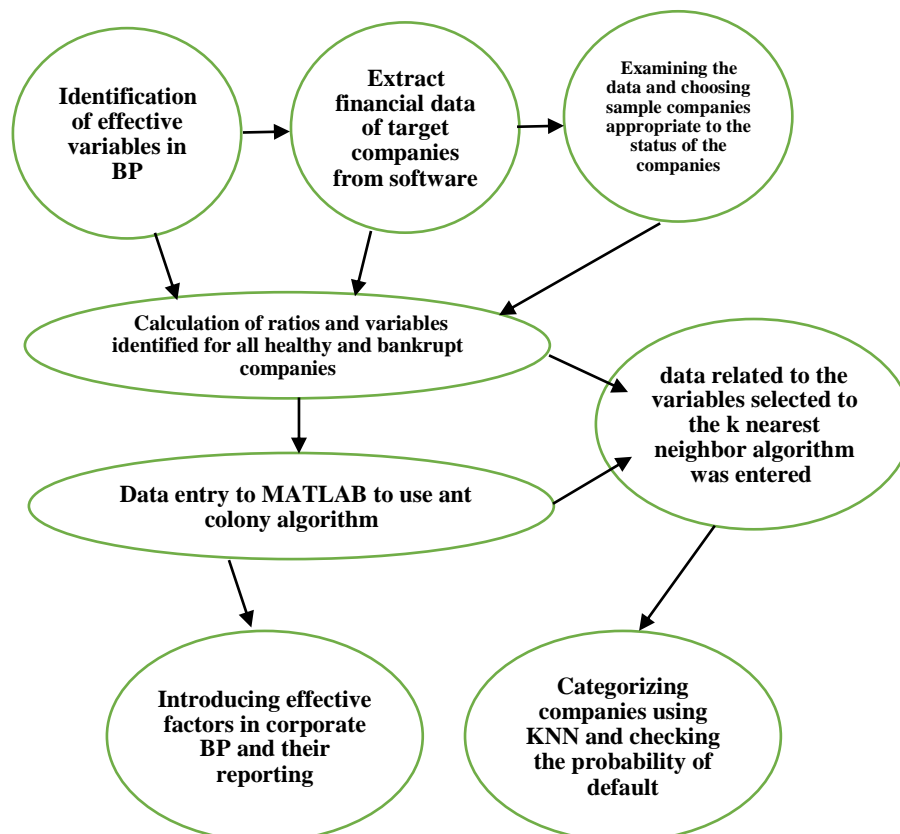 Identification
of effective
variables in
BP
Extract
financial data
of target
companies
from software
Examining the
data and choosing
sample companies
appropriate to the
status of the
companies
Calculation of ratios and variables
identified for all healthy and bankrupt
companies
data related to the
variables selected to
the k nearest
neighbor algorithm
was entered
Data entry to MATLAB to use ant
colony algorithm
Introducing effective
factors in corporate
BP and their
reporting
Categorizing
companies using
KNN and checking
the probability of
default